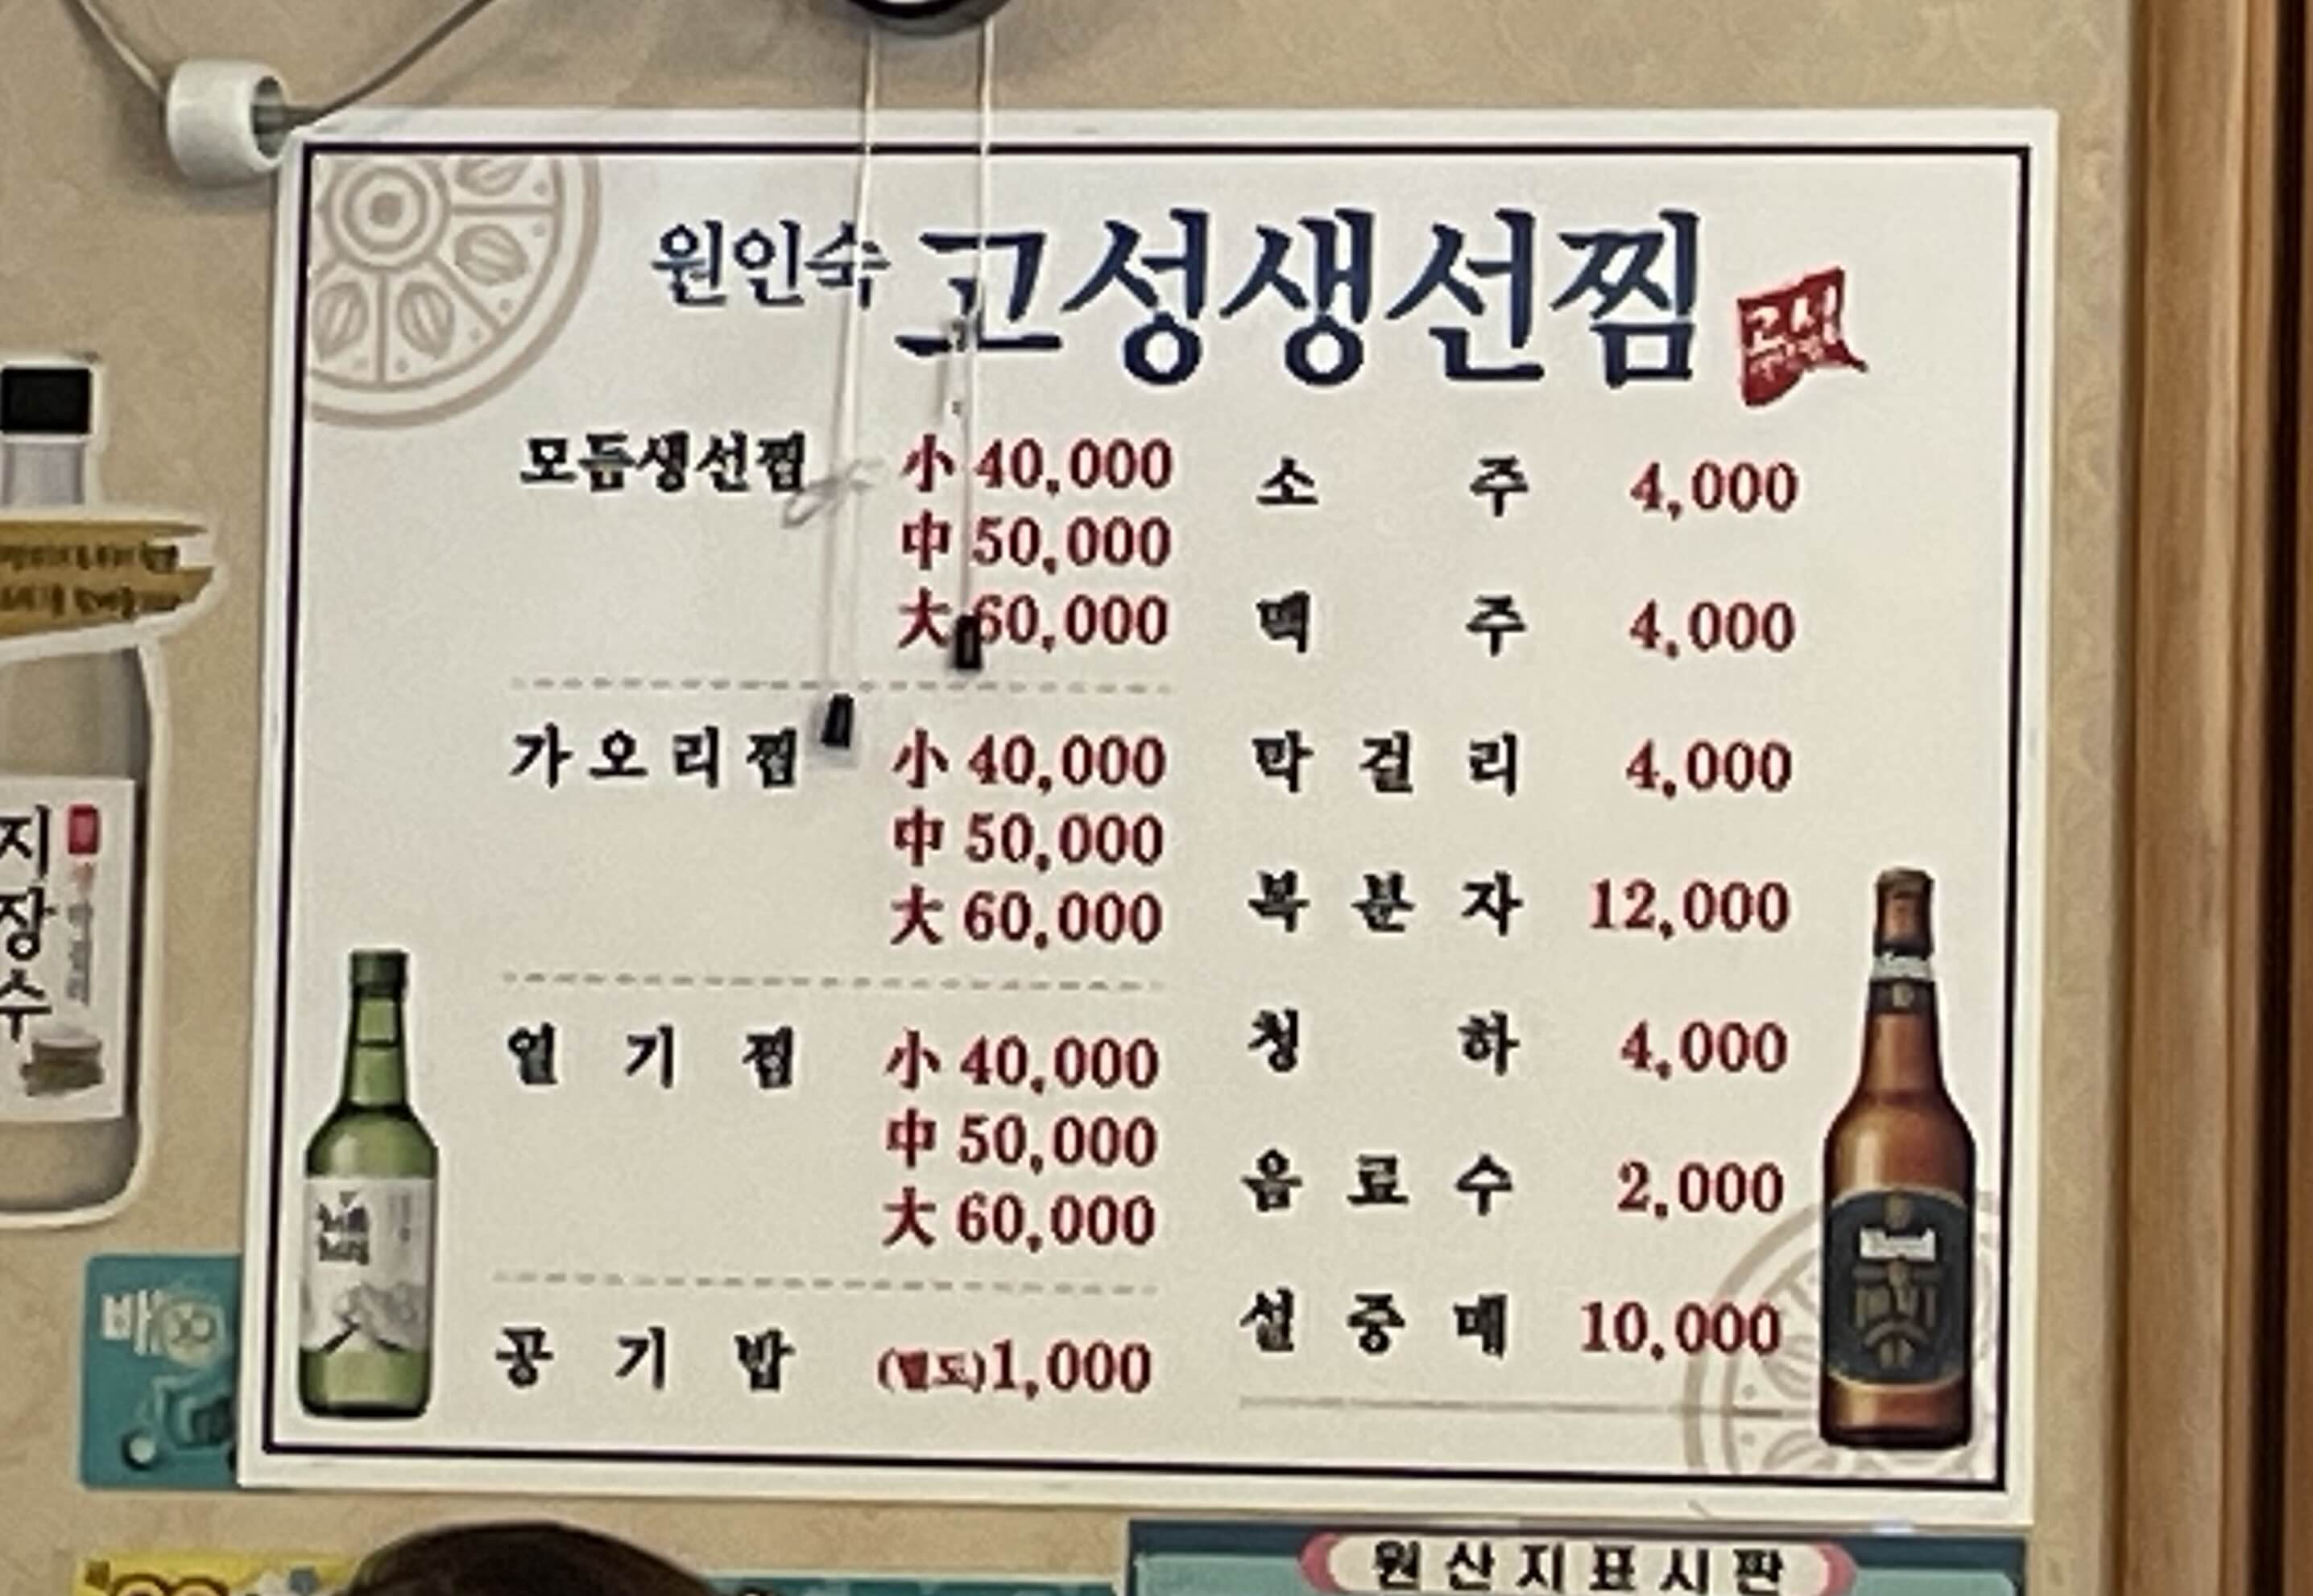 원인숙 고성생선찜
모듬생선찜 小 40,000
中 50,000
大 60,000
가오리찜 小 40,000
中 50,000
大 60,000
열기찜 小 40,000
中 50,000
大 60,000
공기밥 (별도)1,000
소주 4,000
맥주 4,000
막걸리 4,000
복분자 12,000
청하 4,000
음료수 2,000
설중매 10,000
지장수
원산지표시판